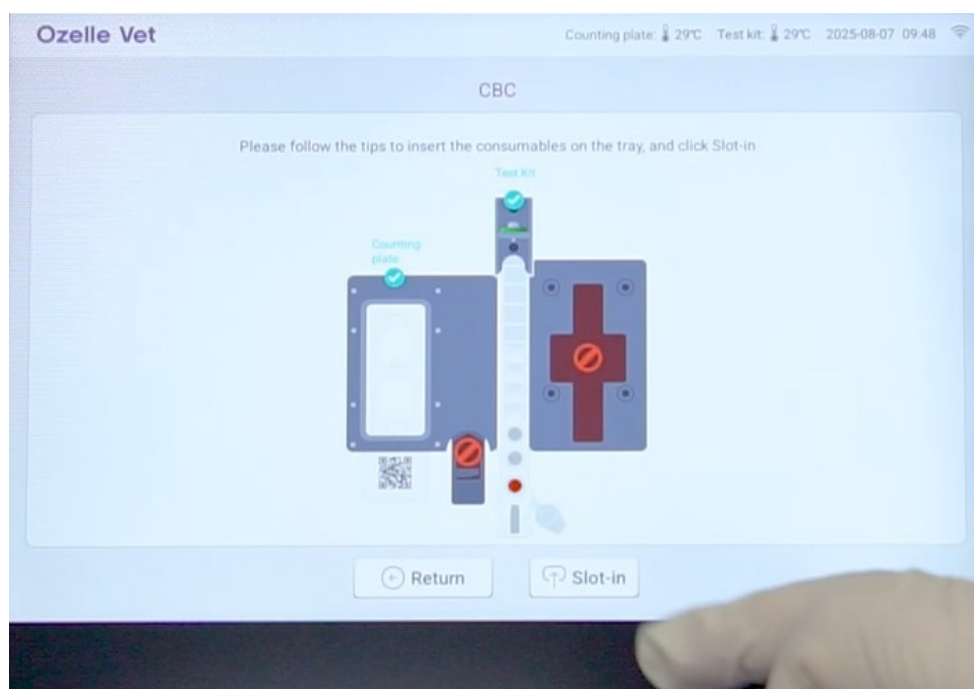 Ozelle Vet
Counting plate: 29℃ Test kit: 29℃ 2025-08-07 09:48
CBC
Please follow the tips to insert the consumables on the tray, and click Slot-in
Test Kit
Counting
plate
Return
Slot-in